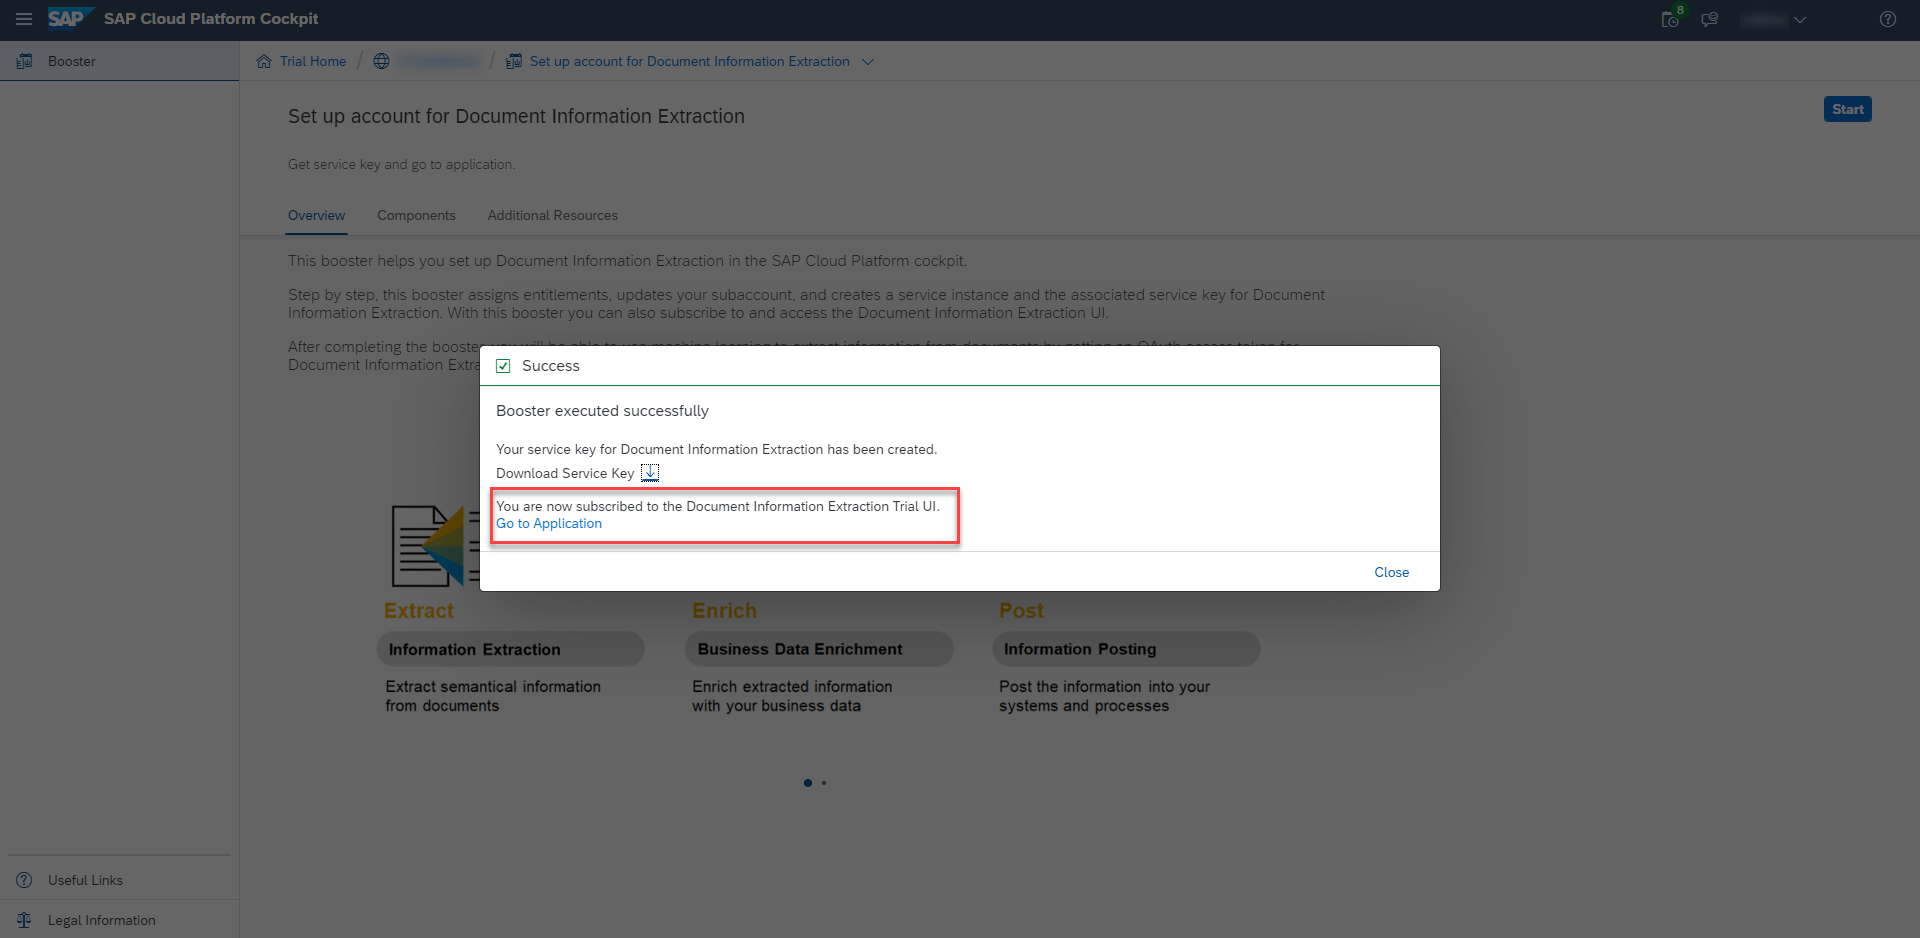 SAP SAP Cloud Platform Cockpit
8
Booster
Trial Home / / Set up account for Document Information Extraction
Set up account for Document Information Extraction
Start
Get service key and go to application.
Overview Components Additional Resources
This booster helps you set up Document Information Extraction in the SAP Cloud Platform cockpit.
Step by step, this booster assigns entitlements, updates your subaccount, and creates a service instance and the associated service key for Document
Information Extraction. With this booster you can also subscribe to and access the Document Information Extraction UI.
After completing the booster
Document Information Extra
Success
Booster executed successfully
Your service key for Document Information Extraction has been created.
Download Service Key
You are now subscribed to the Document Information Extraction Trial UI.
Go to Application
Close
Extract Enrich Post
Information Extraction Business Data Enrichment Information Posting
Extract semantical information Enrich extracted information Post the information into your
from documents with your business data systems and processes
Useful Links
Legal Information